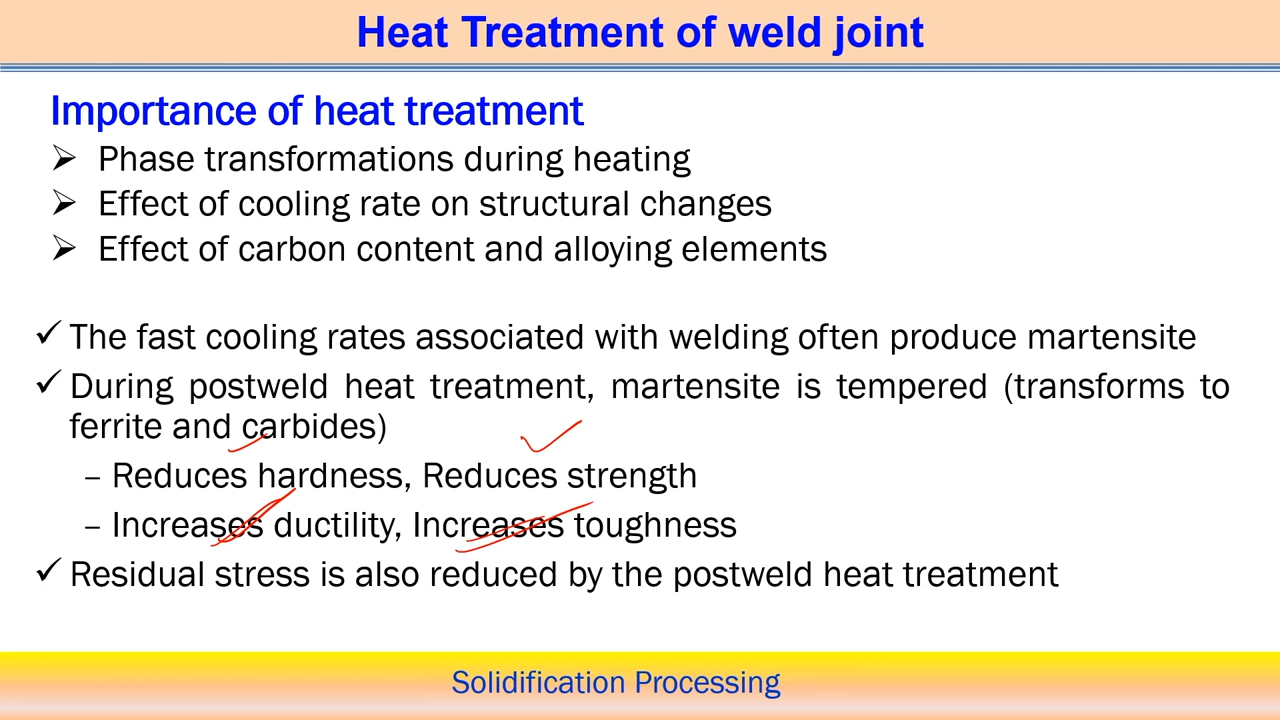 Heat Treatment of weld joint
Importance of heat treatment
➢ Phase transformations during heating
➢ Effect of cooling rate on structural changes
➢ Effect of carbon content and alloying elements
✓ The fast cooling rates associated with welding often produce martensite
✓ During postweld heat treatment, martensite is tempered (transforms to
ferrite and carbides)
– Reduces hardness, Reduces strength
– Increases ductility, Increases toughness
✓ Residual stress is also reduced by the postweld heat treatment
Solidification Processing